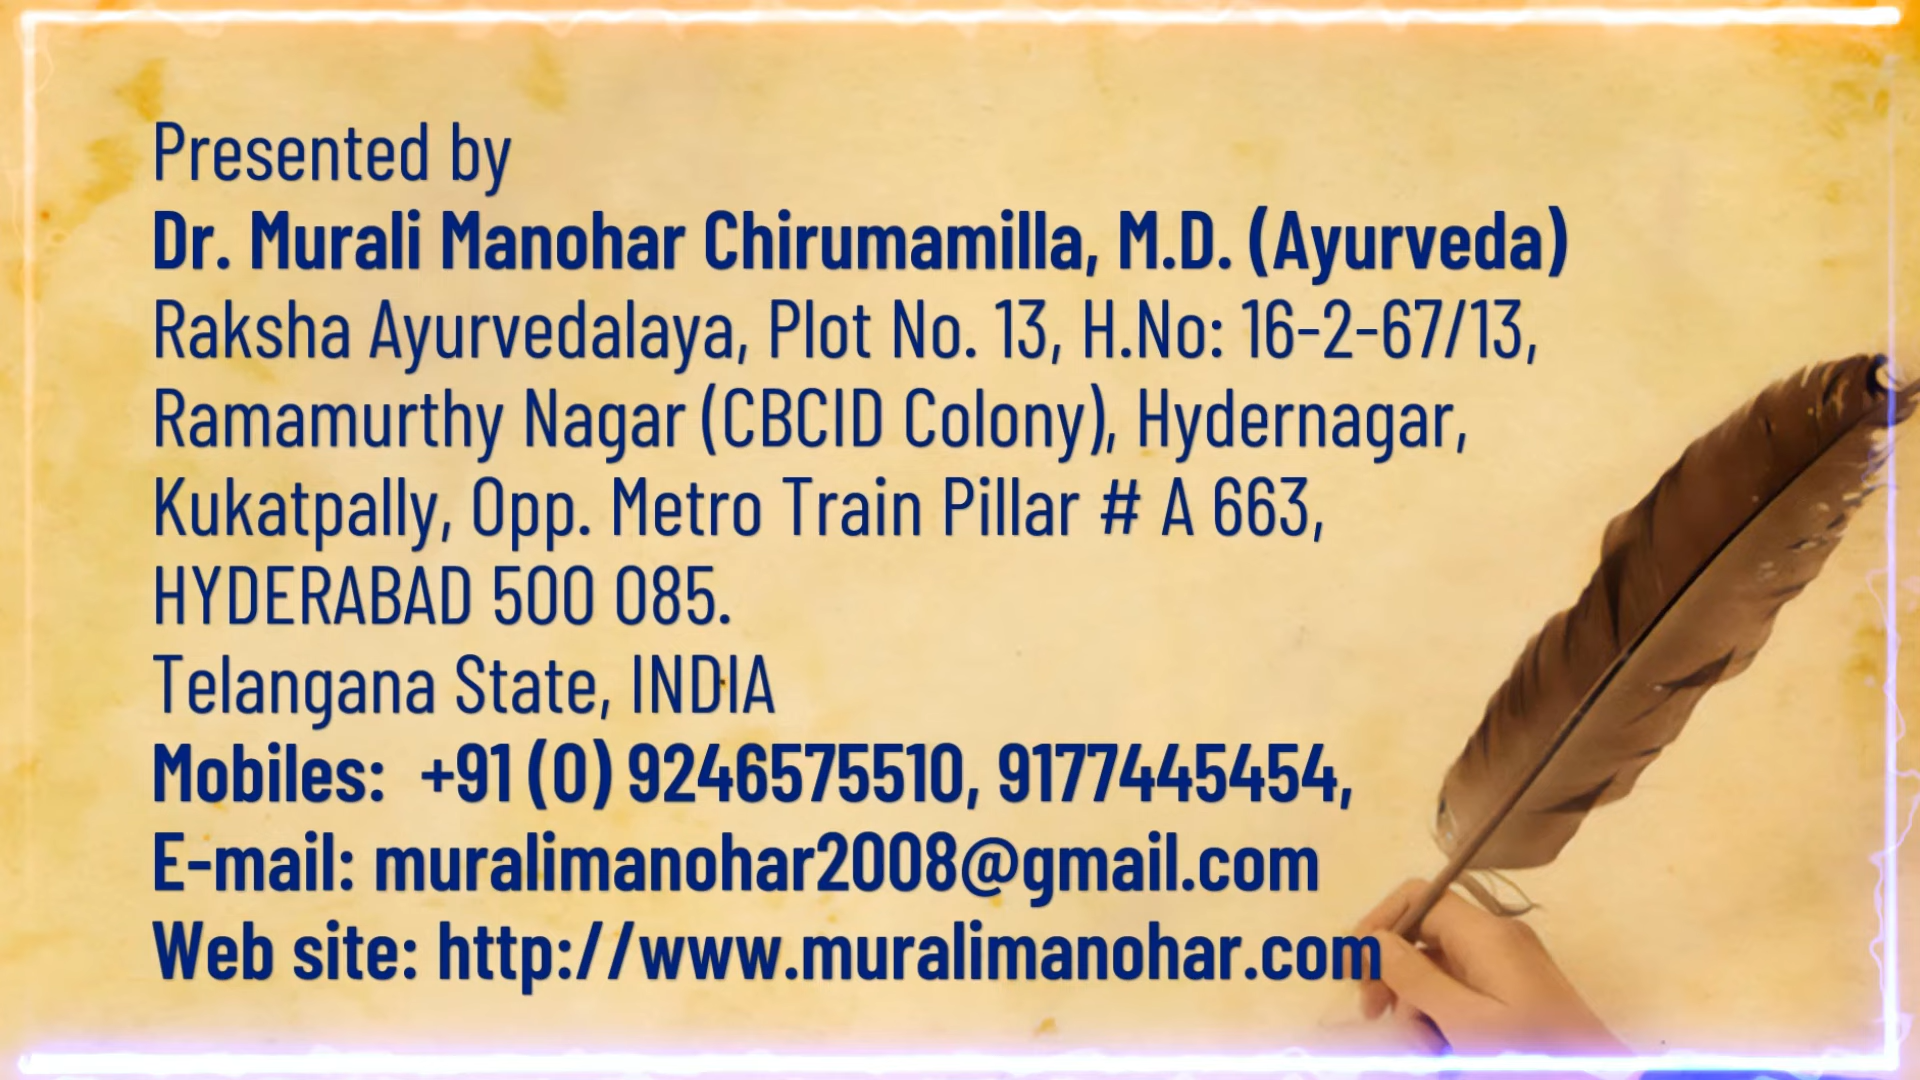 Presented by
Dr. Murali Manohar Chirumamilla, M.D. (Ayurveda)
Raksha Ayurvedalaya, Plot No. 13, H.No: 16-2-67/13,
Ramamurthy Nagar (CBCID Colony), Hydernagar,
Kukatpally, Opp. Metro Train Pillar # A 663,
HYDERABAD 500 085.
Telangana State, INDIA
Mobiles:  +91 (0) 9246575510, 9177445454,
E-mail: muralimanohar2008@gmail.com
Web site: http://www.muralimanohar.com